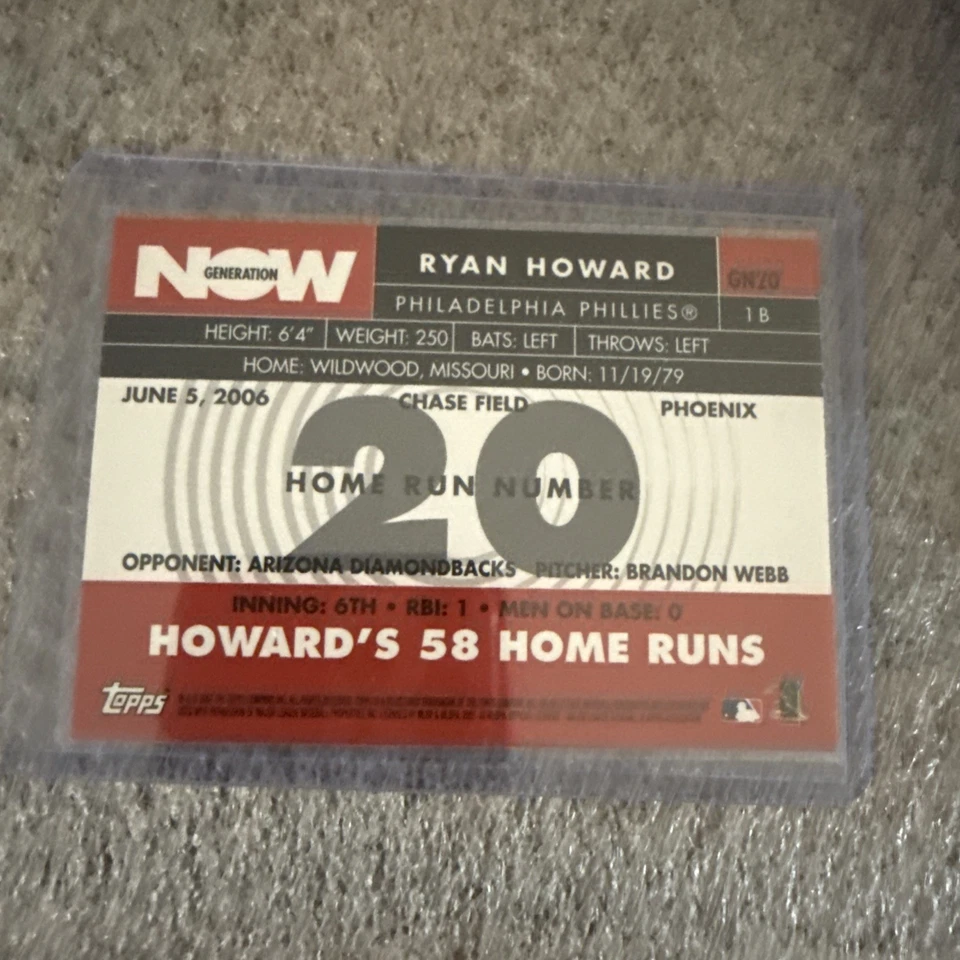 NOW
GENERATION
RYAN HOWARD
GN20
PHILADELPHIA PHILLIES®
1B
HEIGHT: 6'4" WEIGHT: 250 BATS: LEFT THROWS: LEFT
HOME: WILDWOOD, MISSOURI • BORN: 11/19/79
JUNE 5, 2006 CHASE FIELD PHOENIX
20
HOME RUN NUMBER
OPPONENT: ARIZONA DIAMONDBACKS PITCHER: BRANDON WEBB
INNING: 6TH • RBI: 1 • MEN ON BASE: 0
HOWARD'S 58 HOME RUNS
Topps